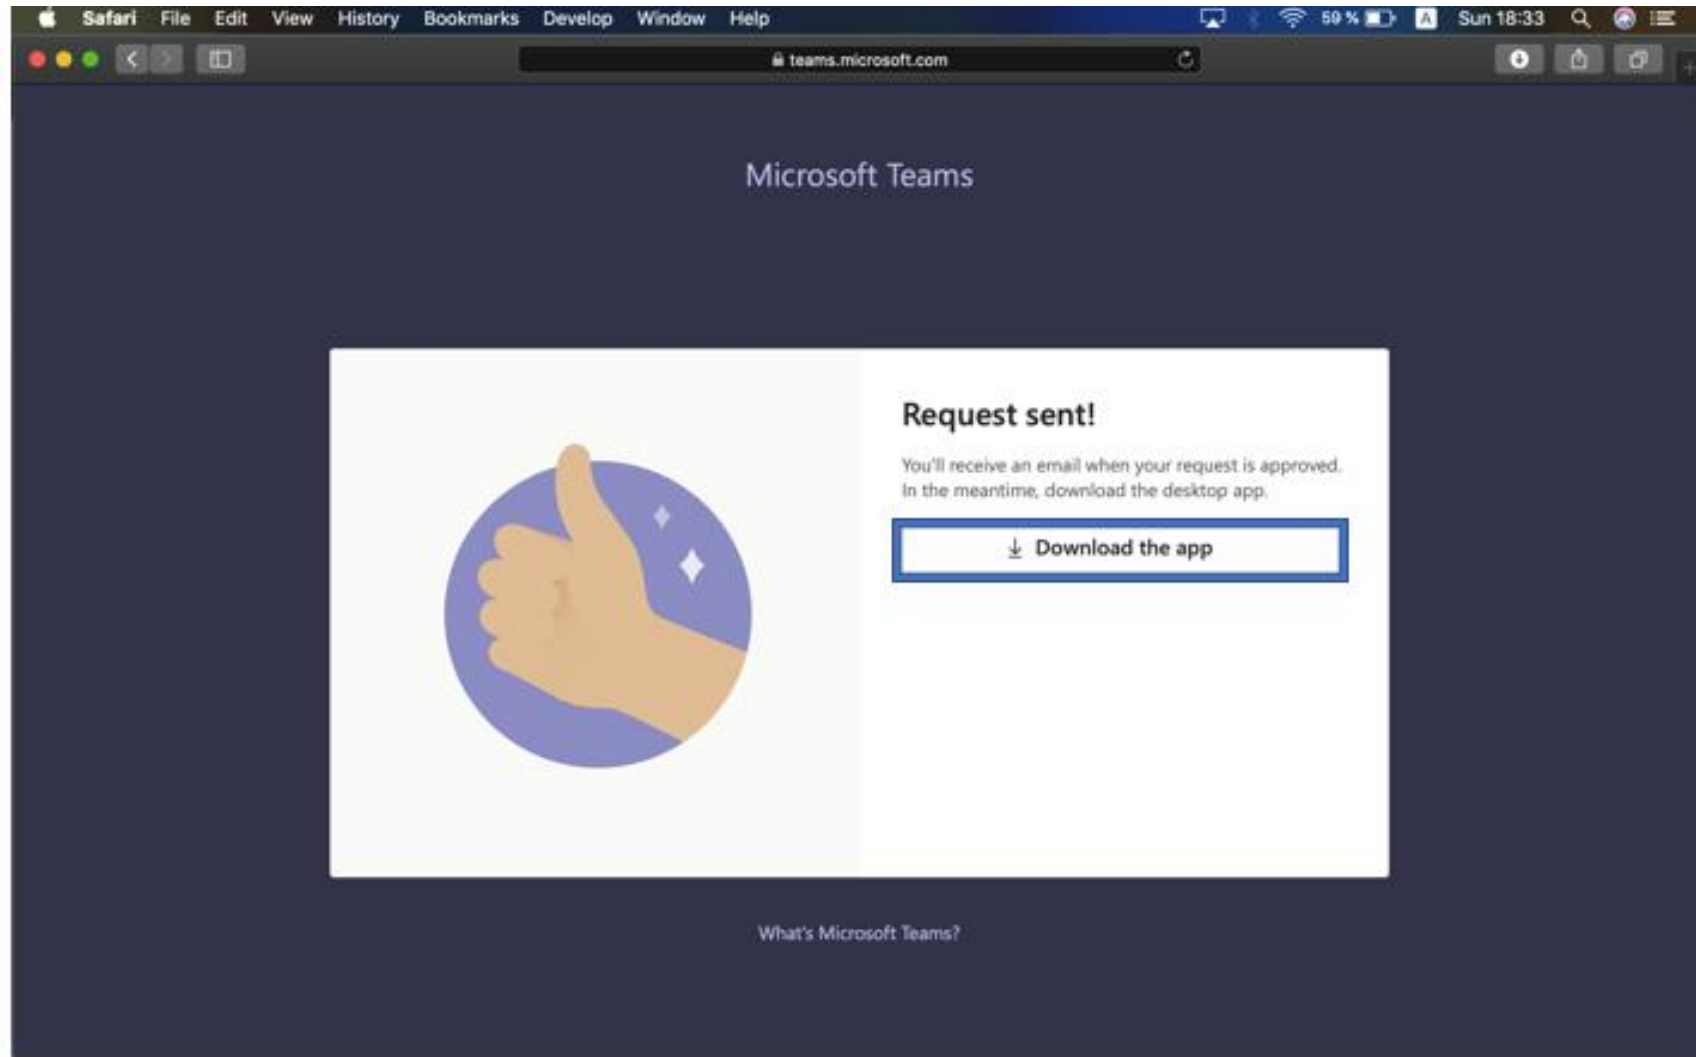 Safari File Edit View History Bookmarks Develop Window Help 59 % A Sun 18:33
teams.microsoft.com
Microsoft Teams
Request sent!
You'll receive an email when your request is approved.
In the meantime, download the desktop app.
Download the app
What's Microsoft Teams?